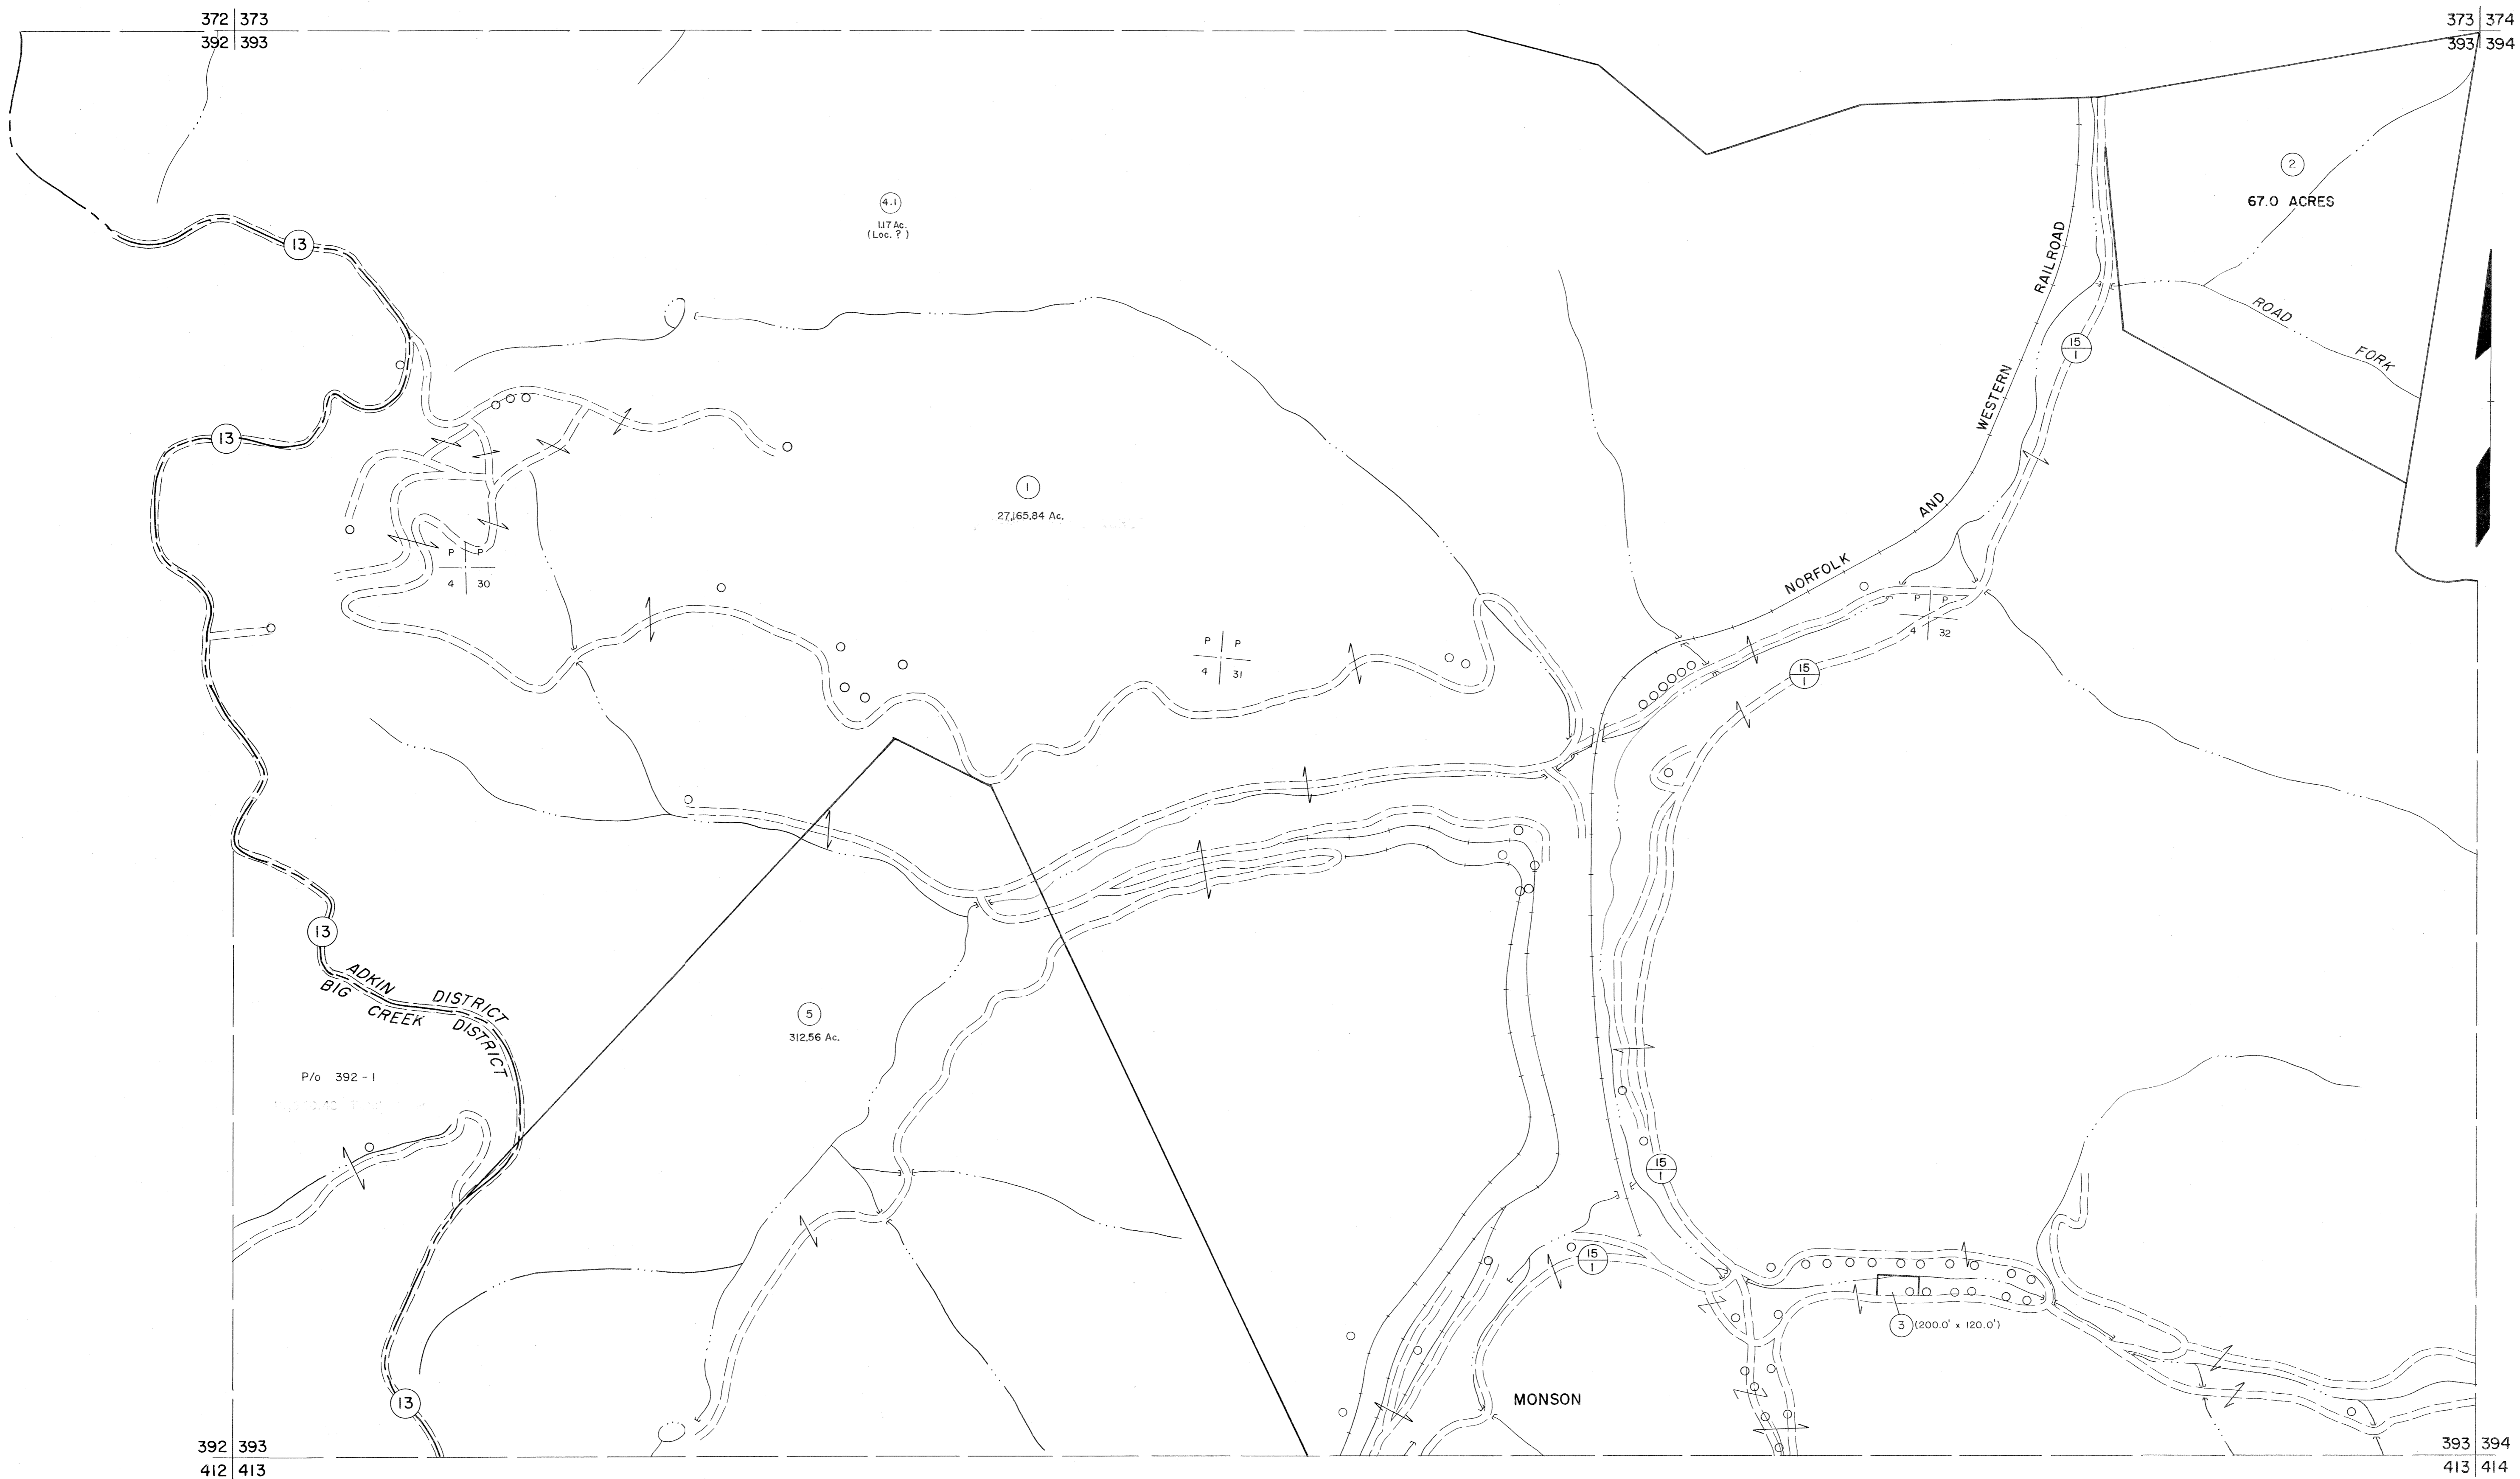 372 373
392 393
373 374
393 394
2
67.0 ACRES
4.1
1.17 Ac.
(Loc. ?)
13
RAILROAD
ROAD
FORK
15
1
WESTERN
13
1
27,165.84 Ac.
AND
NORFOLK
P P
4 30
P P
4 32
P P
4 31
15
1
13
ADKIN DISTRICT
BIG CREEK DISTRICT
5
312.56 Ac.
P/o 392 - 1
15
1
15
1
3 (200.0' x 120.0')
13
MONSON
392 393
412 413
393 394
413 414